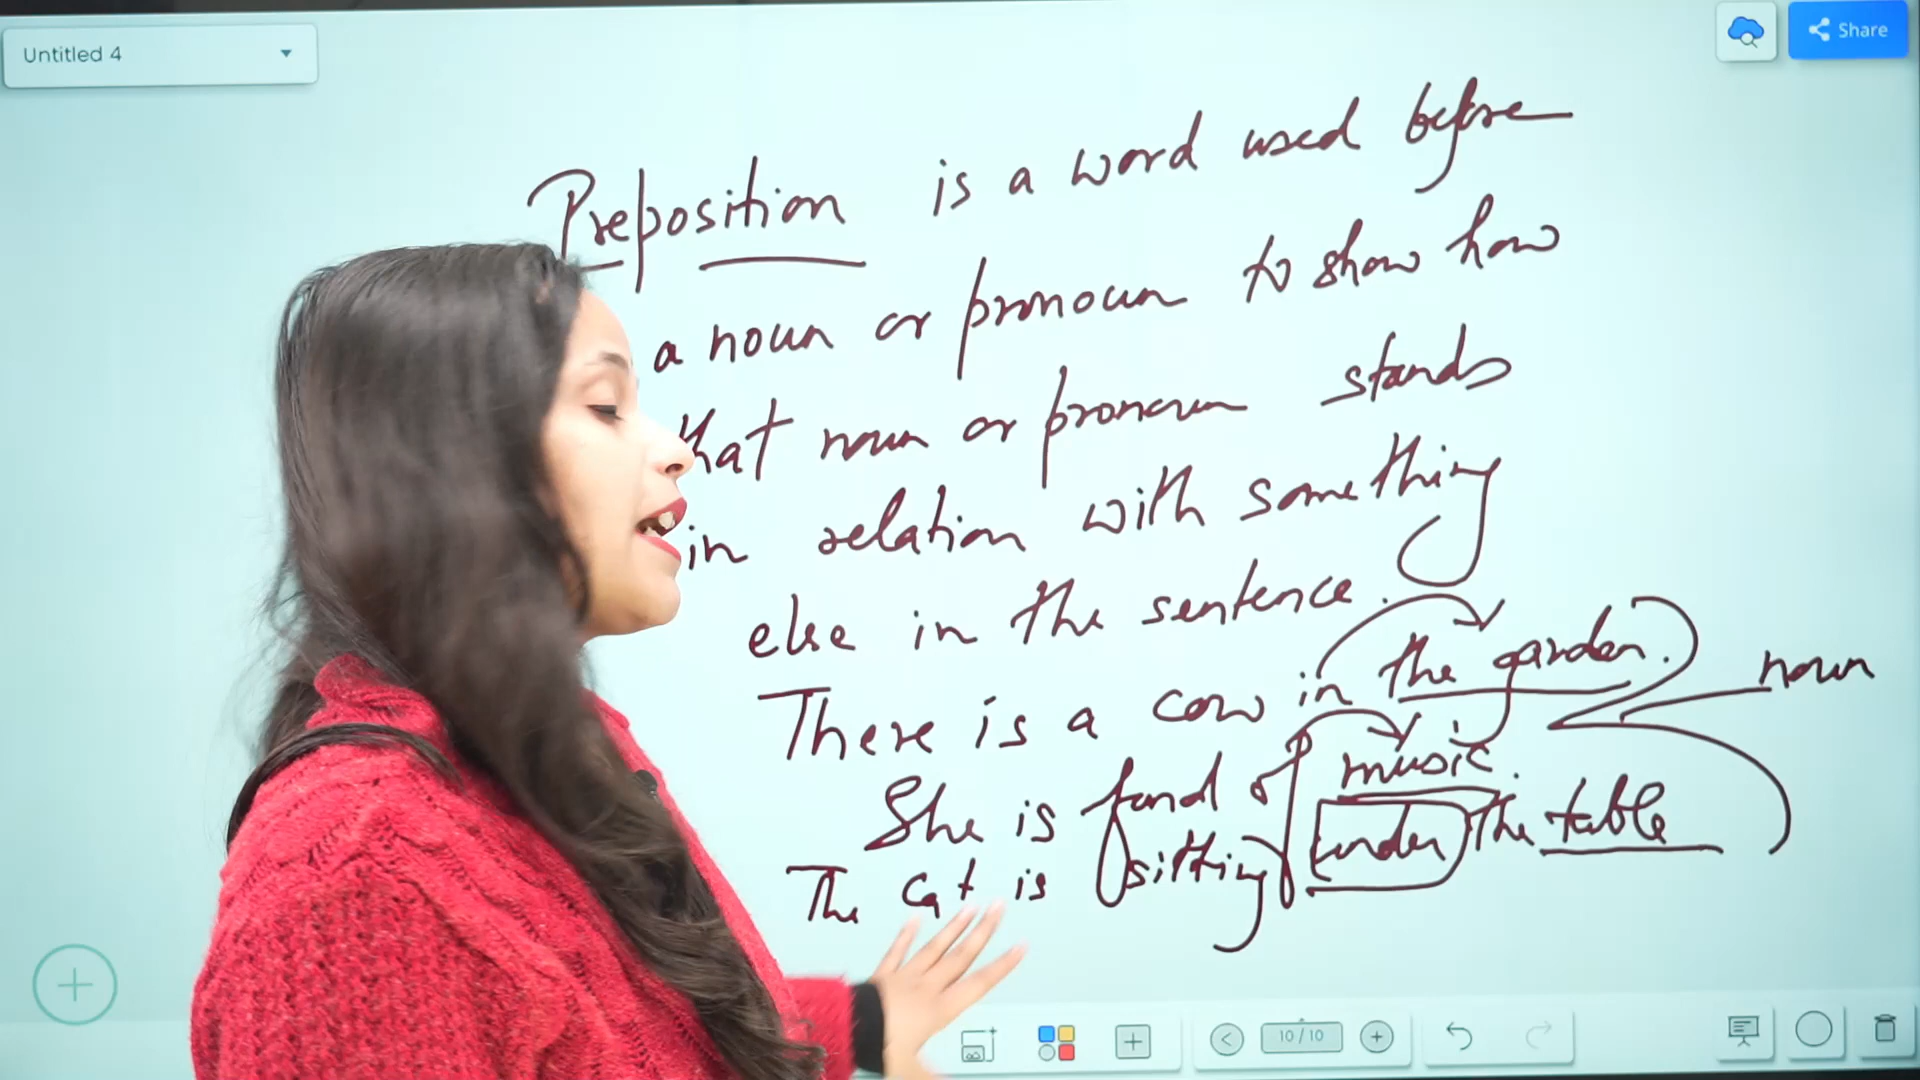 Untitled 4
Share
Preposition is a word used before
a noun or pronoun to show how
that noun or pronoun stands
in relation with something
else in the sentence.
There is a cow in the garden.
noun
She is fond of music.
The cat is sitting under the table
10/10